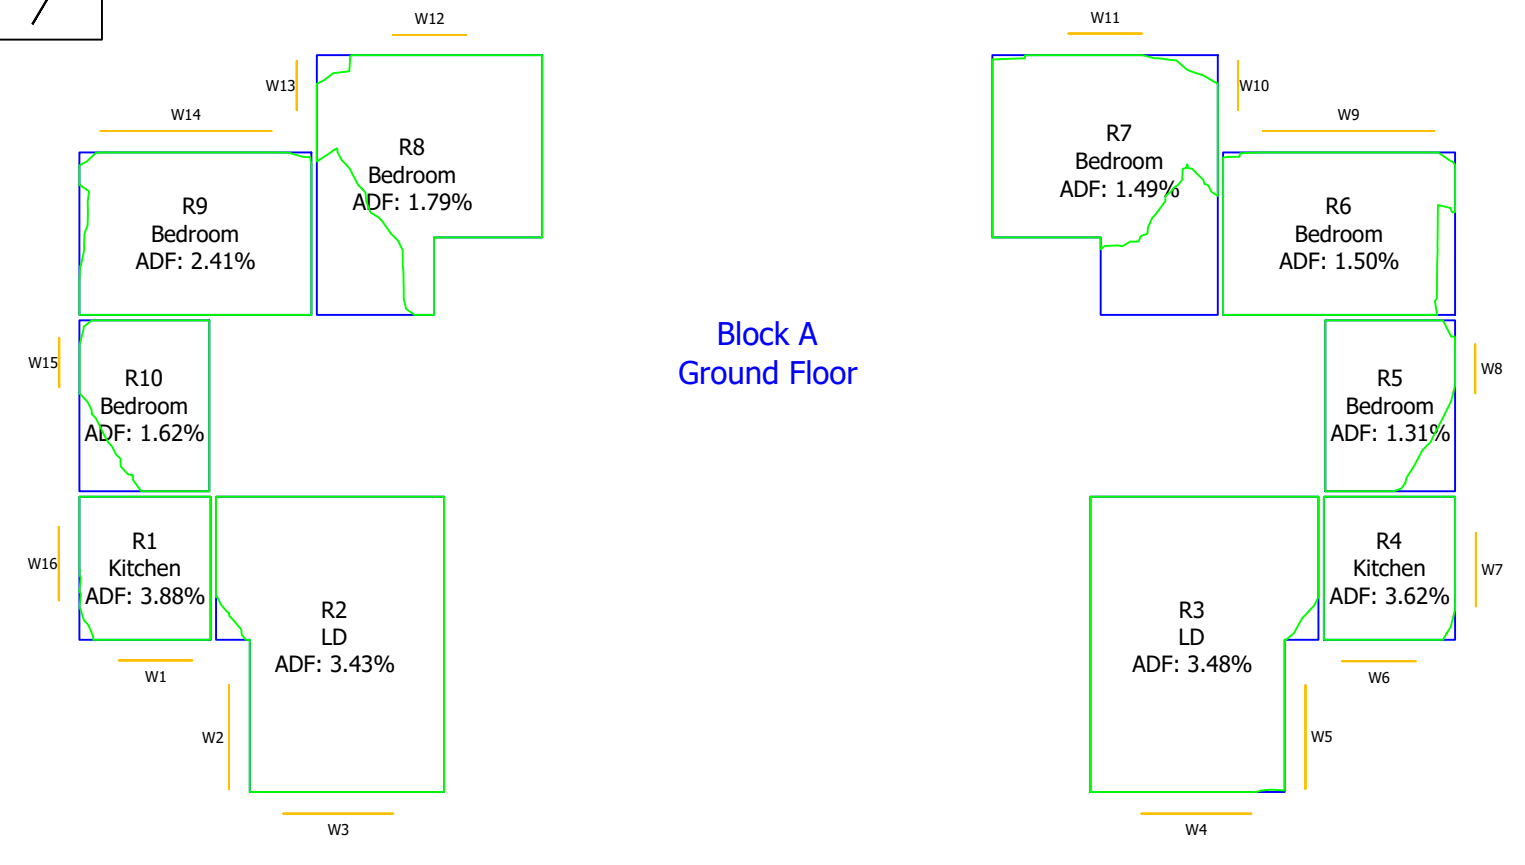 W12
W11
W13
W10
W14
W9
R8
Bedroom
ADF: 1.79%
R7
Bedroom
ADF: 1.49%
R9
Bedroom
ADF: 2.41%
R6
Bedroom
ADF: 1.50%
Block A
Ground Floor
W15
R10
Bedroom
ADF: 1.62%
R5
Bedroom
ADF: 1.31%
W8
W16
R1
Kitchen
ADF: 3.88%
R4
Kitchen
ADF: 3.62%
W7
R2
LD
ADF: 3.43%
R3
LD
ADF: 3.48%
W1
W6
W2
W5
W3
W4